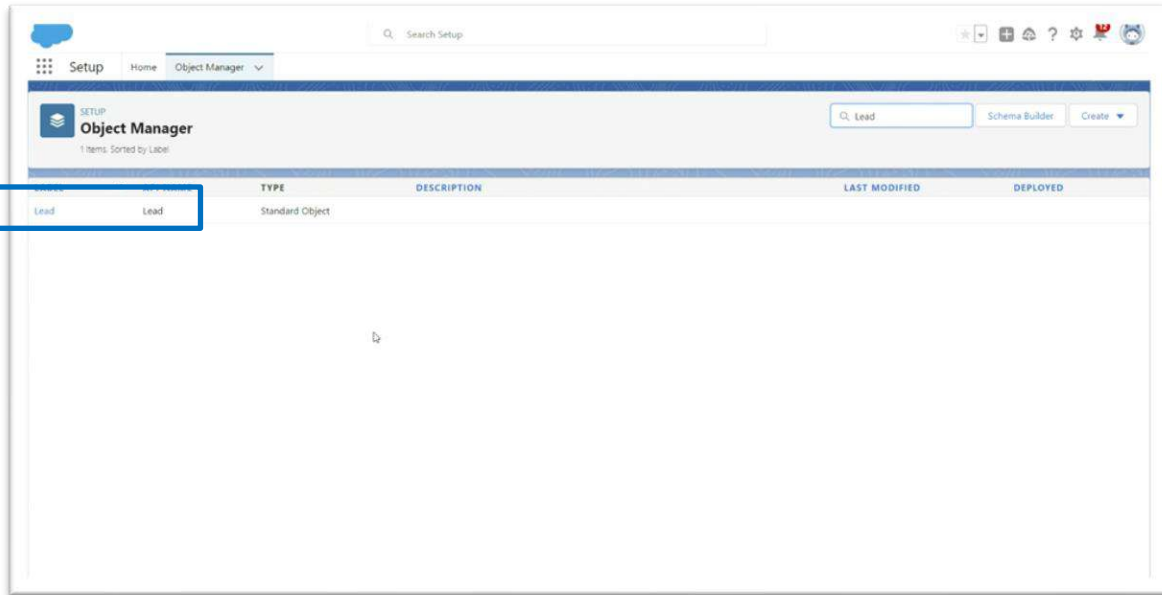 Search Setup
?
12
Setup Home Object Manager
SETUP
Object Manager
1 Items. Sorted by Label
Lead
Schema Builder Create
TYPE DESCRIPTION LAST MODIFIED DEPLOYED
Lead Lead Standard Object